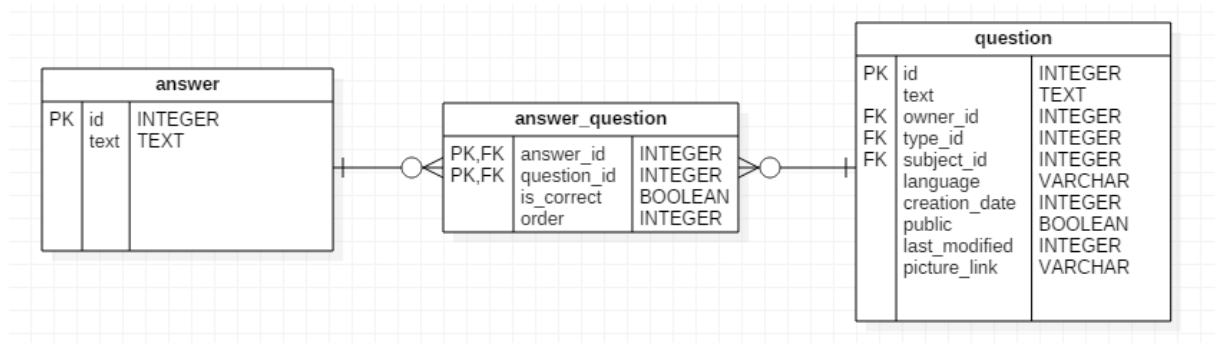 answer
PK id INTEGER
text TEXT
answer_question
PK,FK answer_id INTEGER
PK,FK question_id INTEGER
is_correct BOOLEAN
order INTEGER
question
PK id INTEGER
text TEXT
FK owner_id INTEGER
FK type_id INTEGER
FK subject_id INTEGER
language VARCHAR
creation_date INTEGER
public BOOLEAN
last_modified INTEGER
picture_link VARCHAR